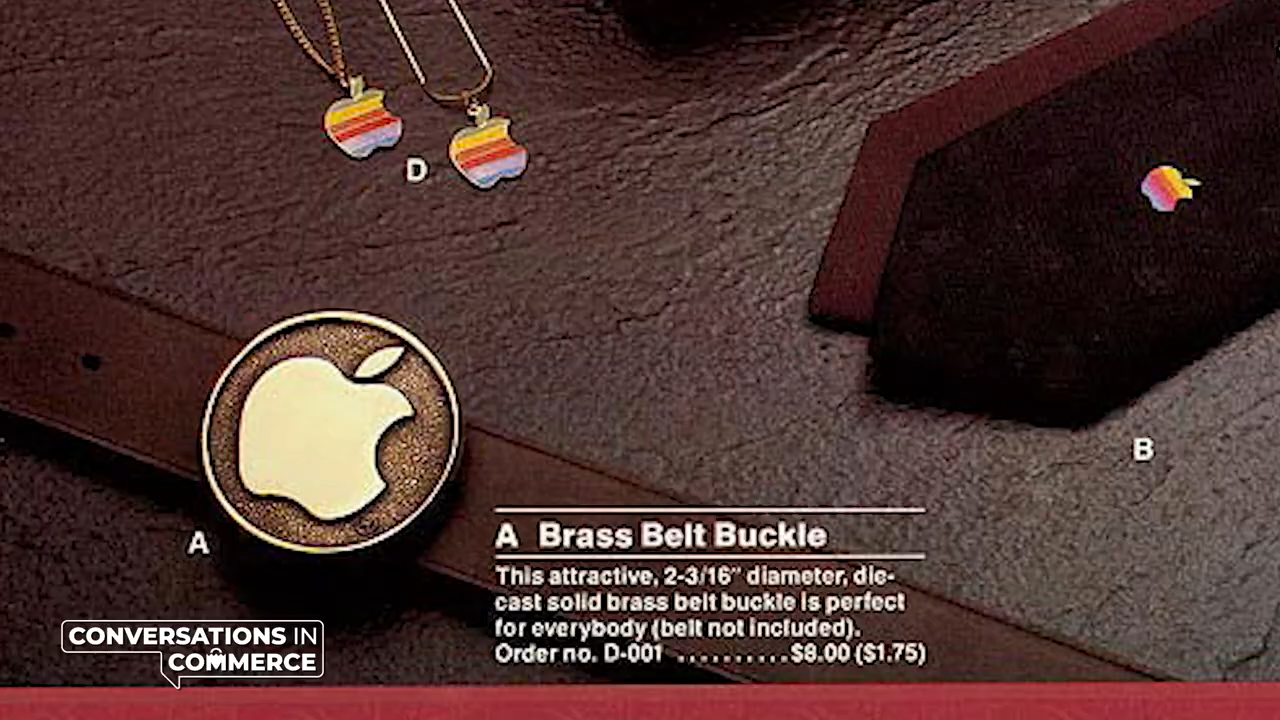 D
B
A
A Brass Belt Buckle
This attractive, 2-3/16" diameter, die-
cast solid brass belt buckle is perfect
for everybody (belt not included).
Order no. D-001 ..........$8.00 ($1.75)
CONVERSATIONS IN
COMMERCE